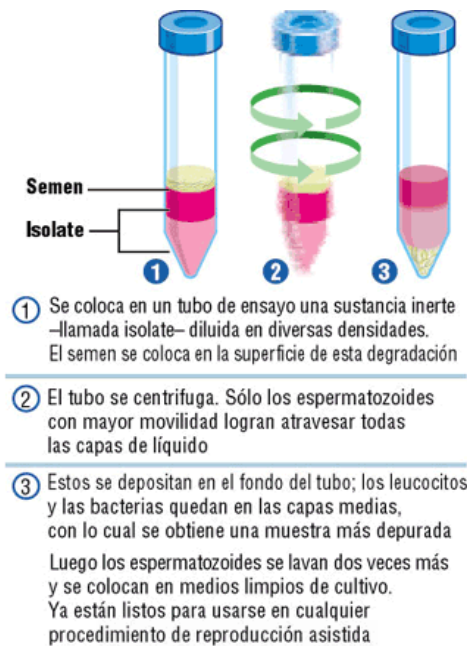 Semen
Isolate
1
2
3
1 Se coloca en un tubo de ensayo una sustancia inerte
–llamada isolate– diluida en diversas densidades.
El semen se coloca en la superficie de esta degradación
2 El tubo se centrifuga. Sólo los espermatozoides
con mayor movilidad logran atravesar todas
las capas de líquido
3 Estos se depositan en el fondo del tubo; los leucocitos
y las bacterias quedan en las capas medias,
con lo cual se obtiene una muestra más depurada
Luego los espermatozoides se lavan dos veces más
y se colocan en medios limpios de cultivo.
Ya están listos para usarse en cualquier
procedimiento de reproducción asistida